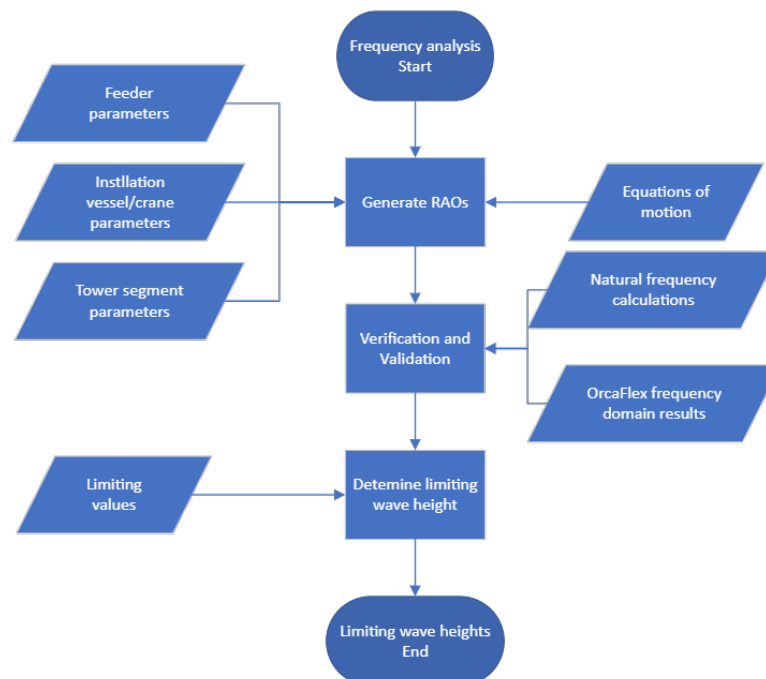 Frequency analysis
Start
Feeder
parameters
Instllation
vessel/crane
parameters
Generate RAOs
Equations of
motion
Tower segment
parameters
Natural frequency
calculations
Verification and
Validation
OrcaFlex frequency
domain results
Limiting
values
Detemine limiting
wave height
Limiting wave heights
End